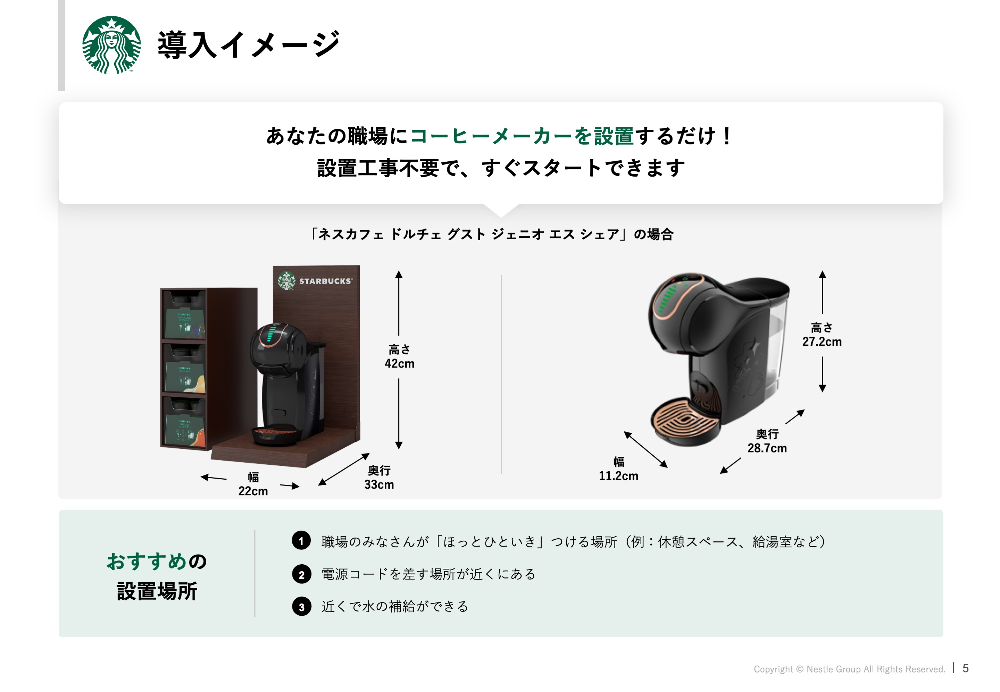 導入イメージ
あなたの職場にコーヒーメーカーを設置するだけ！
設置工事不要で、すぐスタートできます
「ネスカフェ ドルチェ グスト ジェニオ エス シェア」の場合
STARBUCKS
高さ
42cm
幅
22cm
奥行
33cm
高さ
27.2cm
奥行
28.7cm
幅
11.2cm
おすすめの
設置場所
1 職場のみなさんが「ほっとひといき」つける場所（例：休憩スペース、給湯室など）
2 電源コードを差す場所が近くにある
3 近くで水の補給ができる
Copyright © Nestle Group All Rights Reserved. | 5